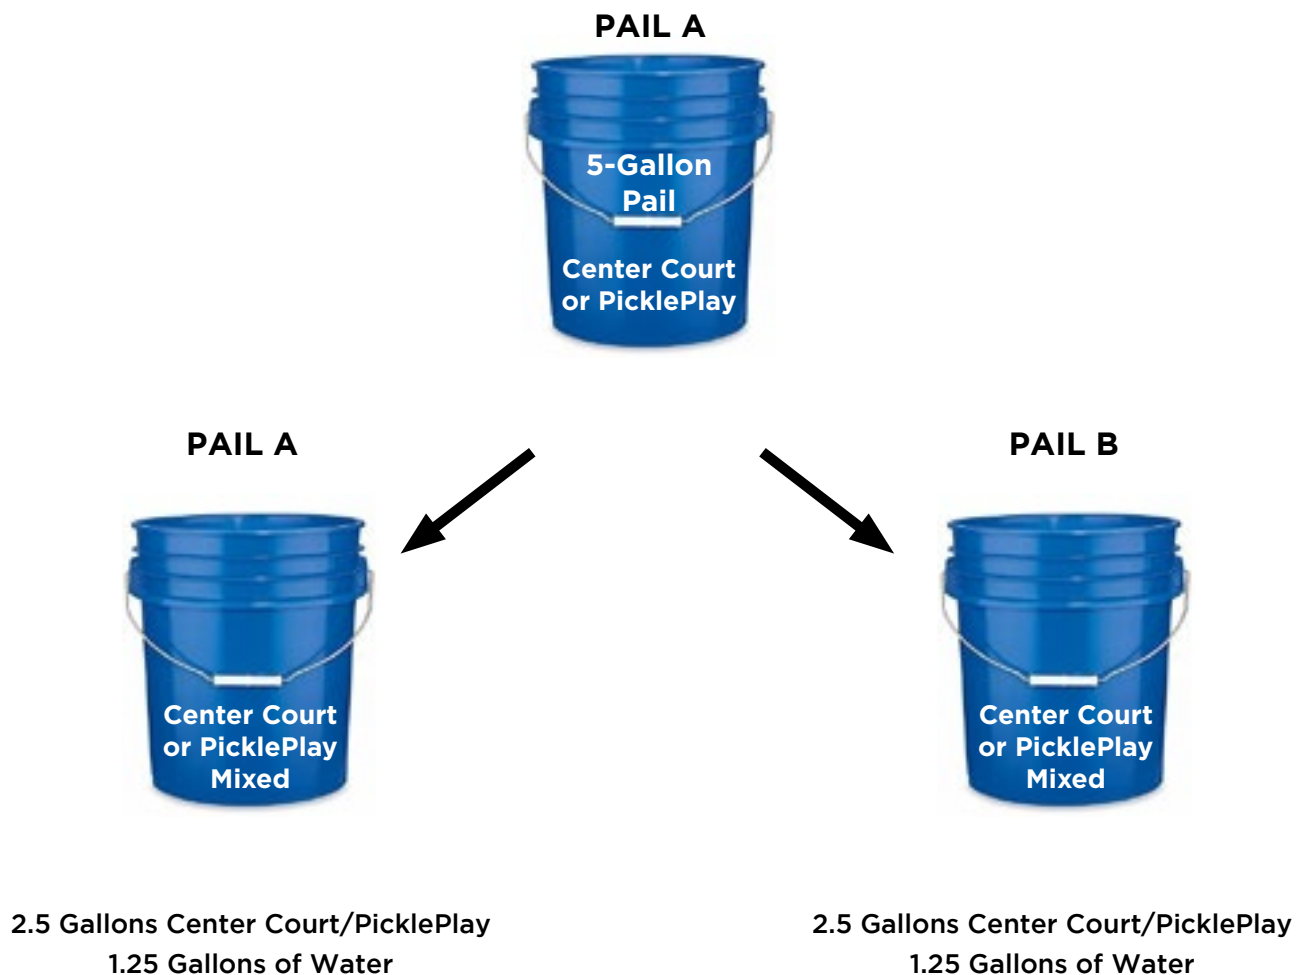 PAIL A
5-Gallon
Pail
Center Court
or PicklePlay
PAIL A
PAIL B
Center Court
or PicklePlay
Mixed
Center Court
or PicklePlay
Mixed
2.5 Gallons Center Court/PicklePlay
1.25 Gallons of Water
2.5 Gallons Center Court/PicklePlay
1.25 Gallons of Water